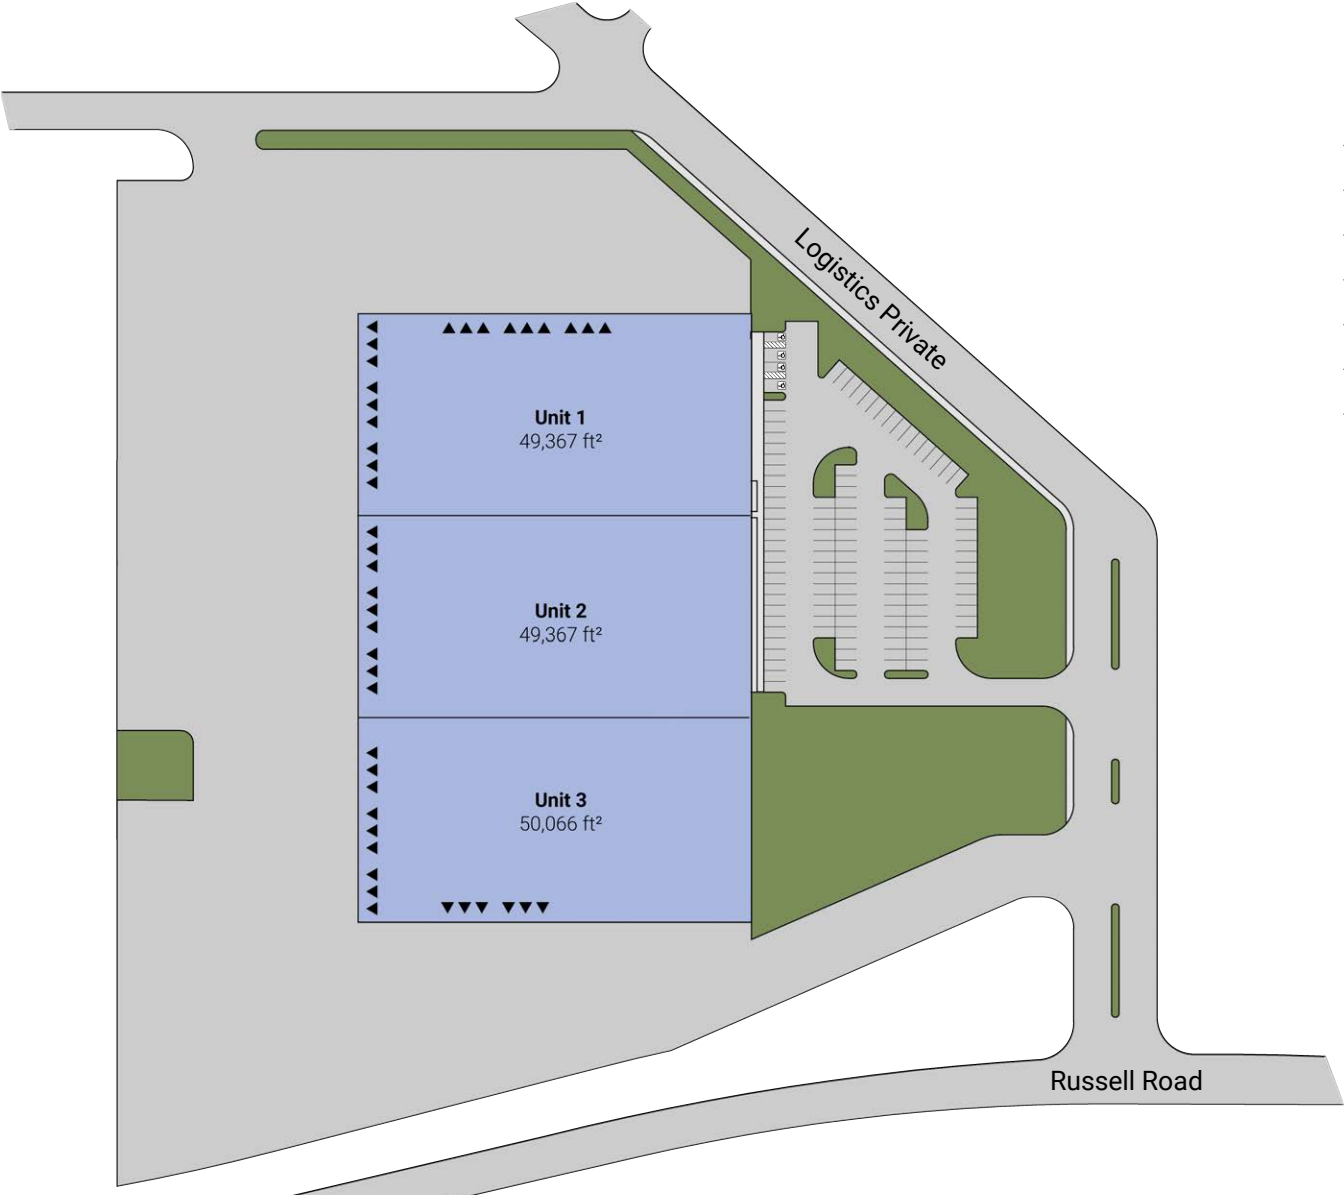 Logistics Private
Unit 1
49,367 ft²
Unit 2
49,367 ft²
Unit 3
50,066 ft²
Russell Road